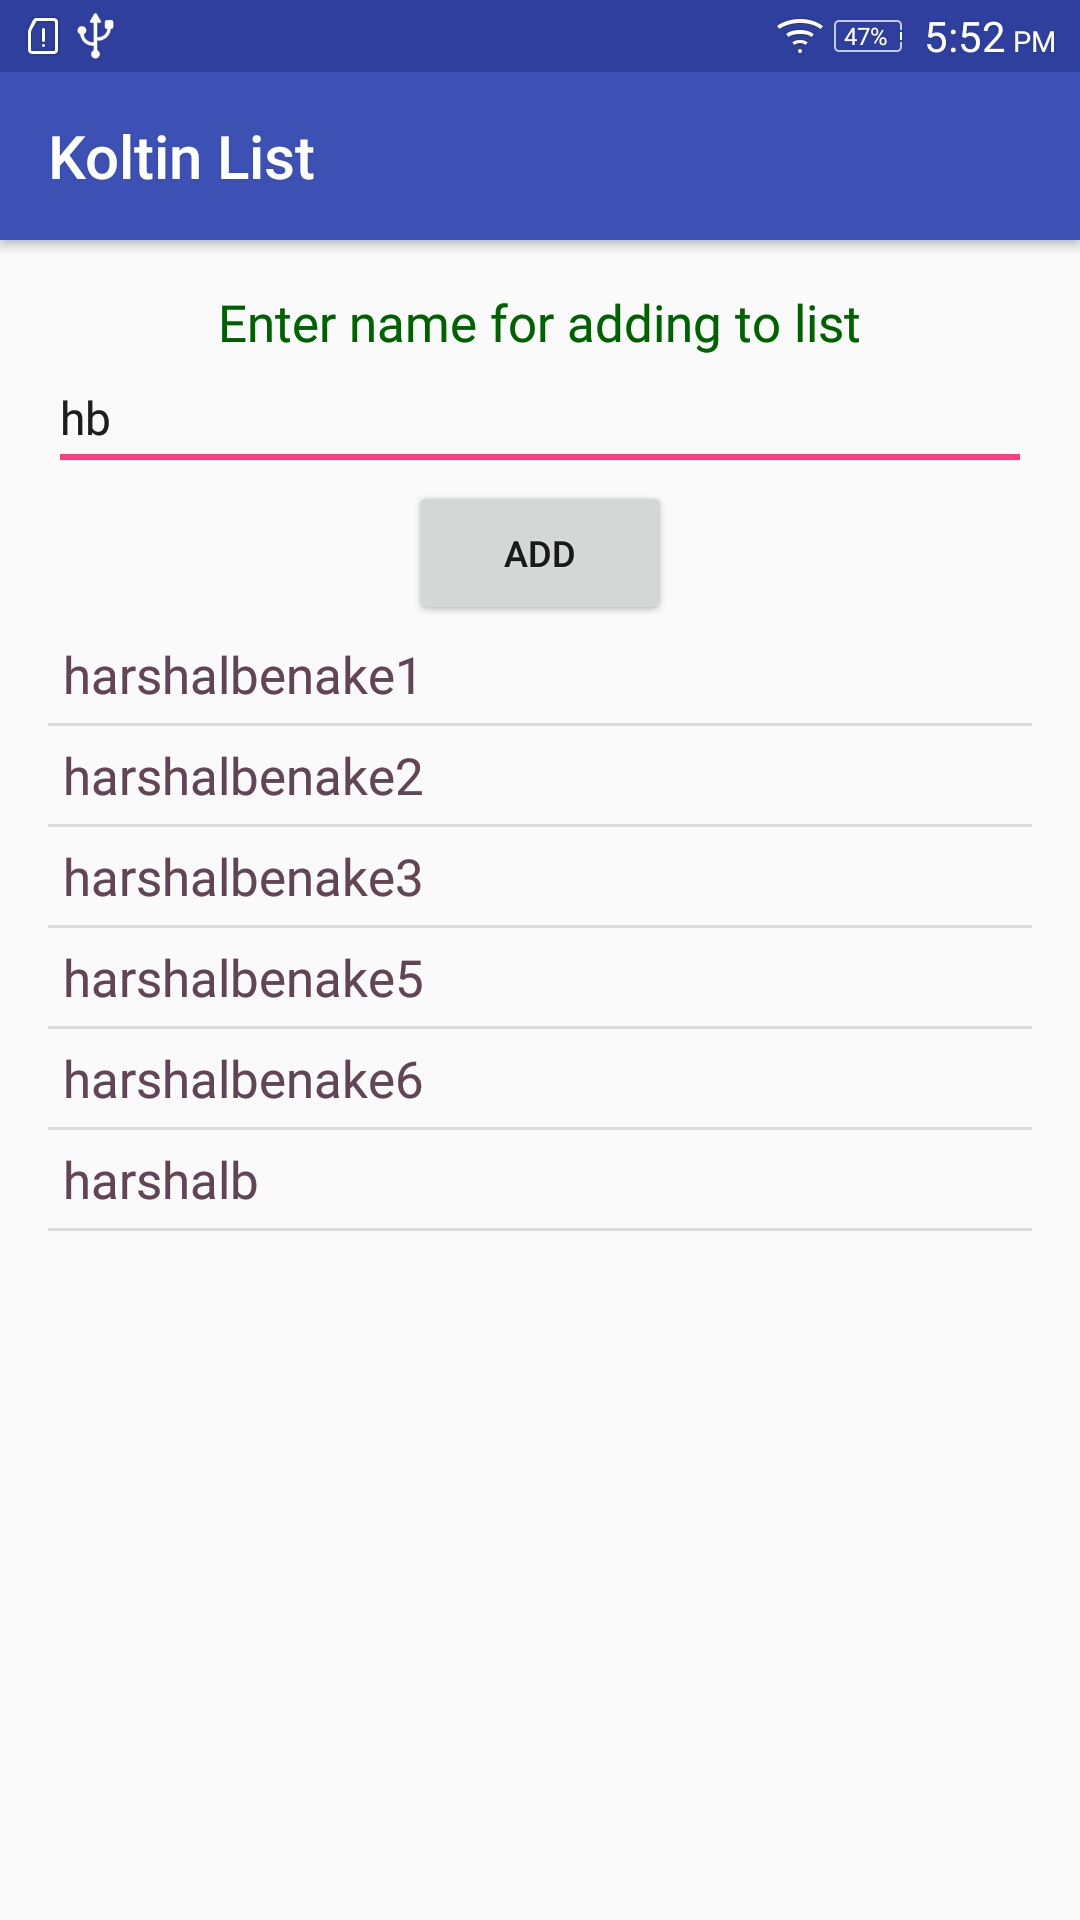 47% 5:52 PM
Koltin List
Enter name for adding to list
hb
ADD
harshalbenake1
harshalbenake2
harshalbenake3
harshalbenake5
harshalbenake6
harshalb